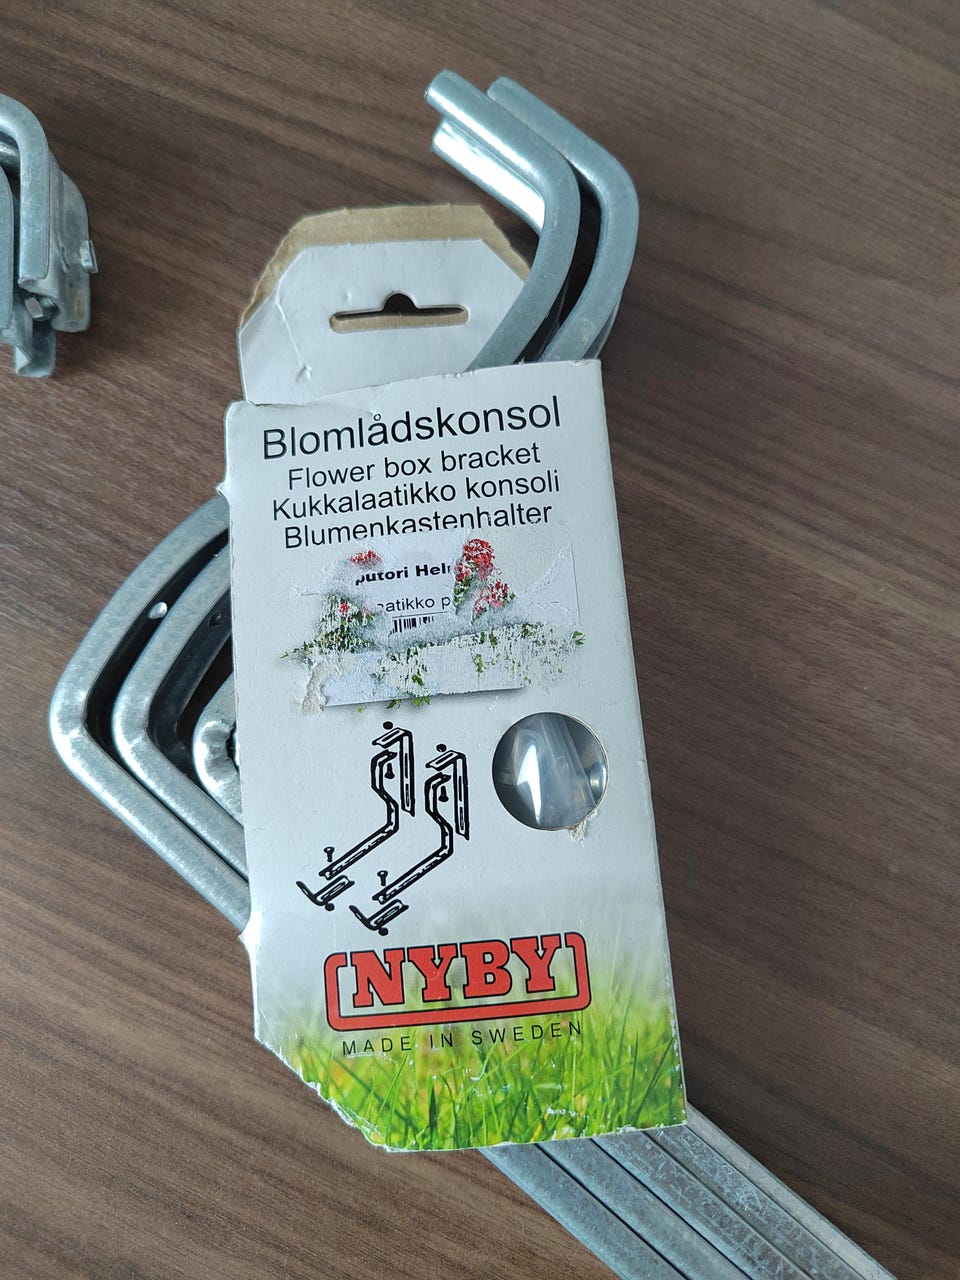 Blomlådskonsol
Flower box bracket
Kukkalaatikko konsoli
Blumenkastenhalter
NYBY
MADE IN SWEDEN